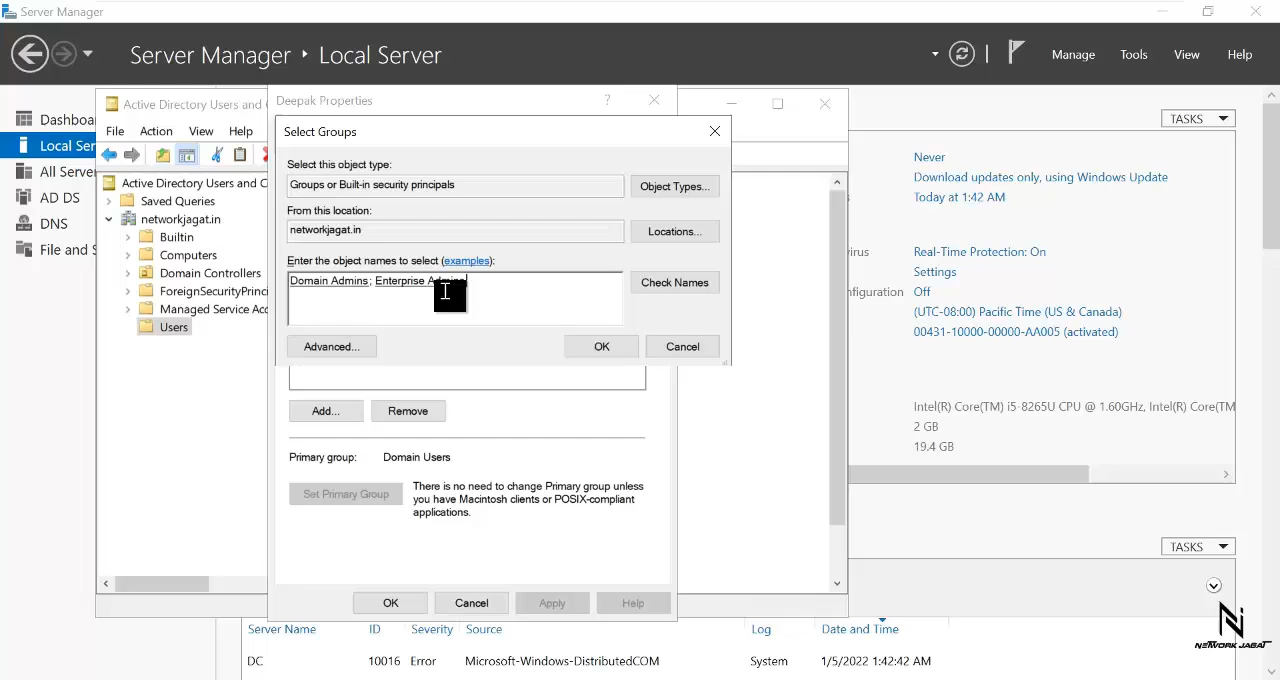 Server Manager
Server Manager • Local Server
Manage
Tools
View
Help
Dashboa
Local Ser
All Server
AD DS
DNS
File and S
Active Directory Users and C
File Action View Help
Active Directory Users and C
Saved Queries
networkjagat.in
Builtin
Computers
Domain Controllers
ForeignSecurityPrinci
Managed Service Acc
Users
Deepak Properties
?
Select Groups
Select this object type:
Groups or Built-in security principals
Object Types...
From this location:
networkjagat.in
Locations...
Enter the object names to select (examples):
Domain Admins; Enterprise Admins
Check Names
Advanced...
OK
Cancel
Add...
Remove
Primary group: Domain Users
Set Primary Group
There is no need to change Primary group unless
you have Macintosh clients or POSIX-compliant
applications.
OK
Cancel
Apply
Help
TASKS
Never
Download updates only, using Windows Update
Today at 1:42 AM
virus
Real-Time Protection: On
Settings
nfiguration
Off
(UTC-08:00) Pacific Time (US & Canada)
00431-10000-00000-AA005 (activated)
Intel(R) Core(TM) i5-8265U CPU @ 1.60GHz, Intel(R) Core(TM
2 GB
19.4 GB
TASKS
Server Name ID Severity Source Log Date and Time
DC 10016 Error Microsoft-Windows-DistributedCOM System 1/5/2022 1:42:42 AM
NETWORK JAGAT